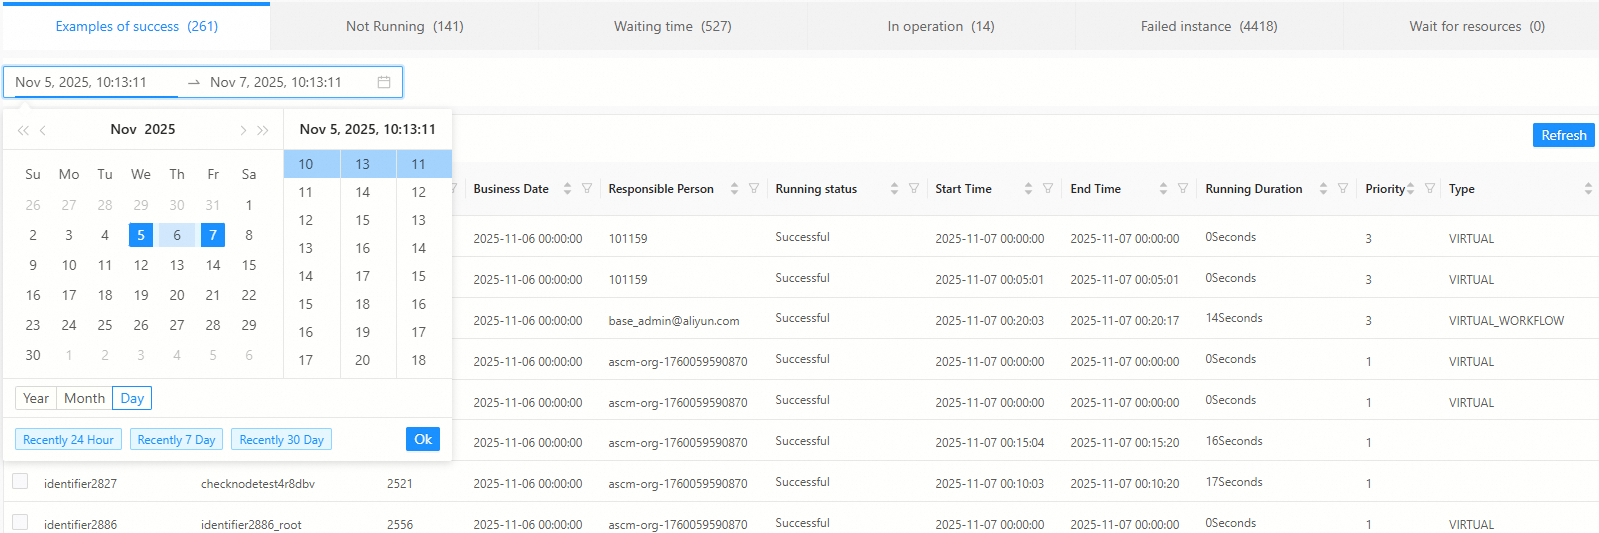 Examples of success (261) Not Running (141) Waiting time (527) In operation (14) Failed instance (4418) Wait for resources (0)
Nov 5, 2025, 10:13:11 → Nov 7, 2025, 10:13:11
Nov 2025
Su Mo Tu We Th Fr Sa
26 27 28 29 30 31 1
2 3 4 5 6 7 8
9 10 11 12 13 14 15
16 17 18 19 20 21 22
23 24 25 26 27 28 29
30 1 2 3 4 5 6
Nov 5, 2025, 10:13:11
10 13 11
11 14 12
12 15 13
13 16 14
14 17 15
15 18 16
16 19 17
17 20 18
Year Month Day
Recently 24 Hour Recently 7 Day Recently 30 Day Ok
Refresh
Business Date Responsible Person Running status Start Time End Time Running Duration Priority Type
2025-11-06 00:00:00 101159 Successful 2025-11-07 00:00:00 2025-11-07 00:00:00 0Seconds 3 VIRTUAL
2025-11-06 00:00:00 101159 Successful 2025-11-07 00:05:01 2025-11-07 00:05:01 0Seconds 3 VIRTUAL
2025-11-06 00:00:00 base_admin@aliyun.com Successful 2025-11-07 00:20:03 2025-11-07 00:20:17 14Seconds 3 VIRTUAL_WORKFLOW
2025-11-06 00:00:00 ascm-org-1760059590870 Successful 2025-11-07 00:00:00 2025-11-07 00:00:00 0Seconds 1 VIRTUAL
2025-11-06 00:00:00 ascm-org-1760059590870 Successful 2025-11-07 00:00:00 2025-11-07 00:00:00 0Seconds 1 VIRTUAL
2025-11-06 00:00:00 ascm-org-1760059590870 Successful 2025-11-07 00:15:04 2025-11-07 00:15:20 16Seconds 1
identifier2827 checknodetest4r8dbv 2521 2025-11-06 00:00:00 ascm-org-1760059590870 Successful 2025-11-07 00:10:03 2025-11-07 00:10:20 17Seconds 1
identifier2886 identifier2886_root 2556 2025-11-06 00:00:00 ascm-org-1760059590870 Successful 2025-11-07 00:00:00 2025-11-07 00:00:00 0Seconds 1 VIRTUAL